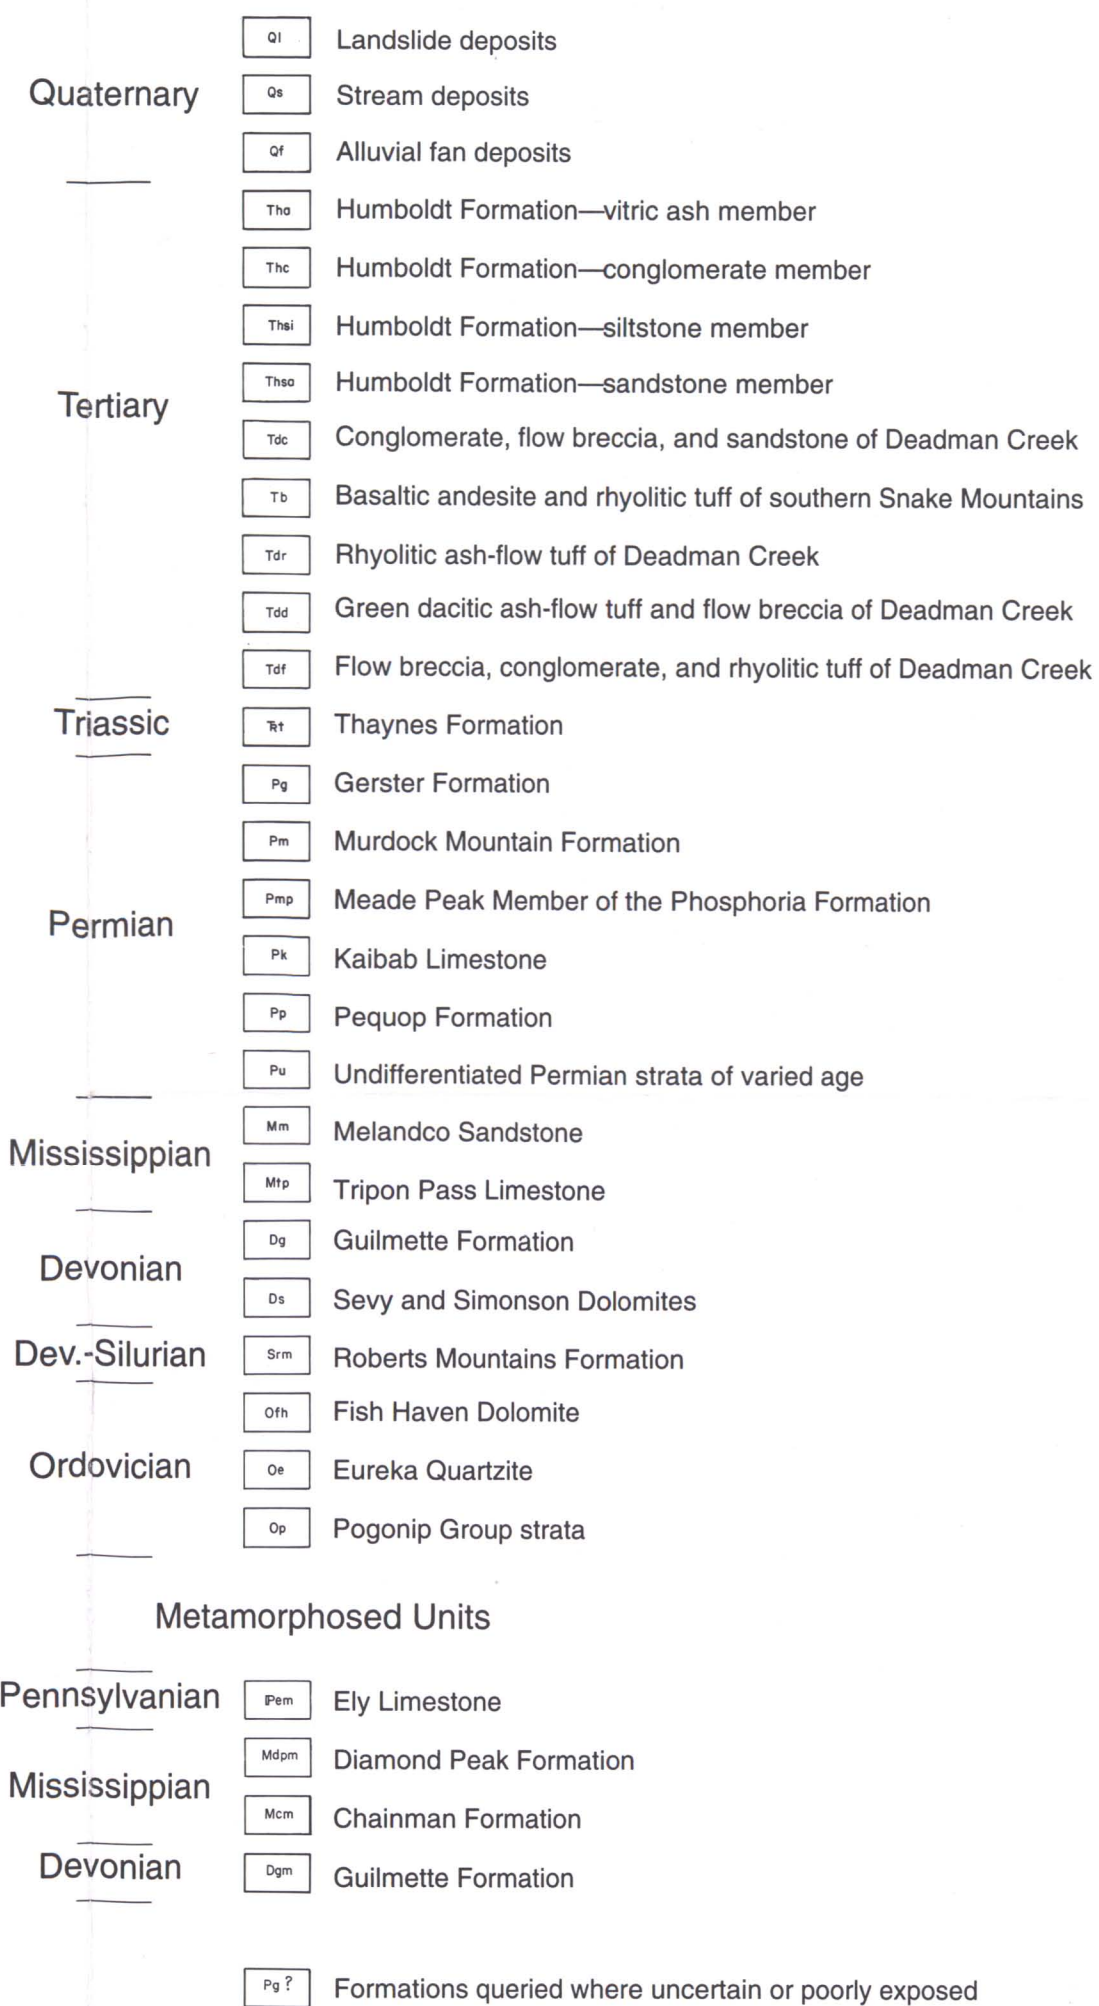 Ql Landslide deposits
Quaternary Qs Stream deposits
Qf Alluvial fan deposits
Tha Humboldt Formation—vitric ash member
Thc Humboldt Formation—conglomerate member
Thsi Humboldt Formation—siltstone member
Thsa Humboldt Formation—sandstone member
Tertiary
Tdc Conglomerate, flow breccia, and sandstone of Deadman Creek
Tb Basaltic andesite and rhyolitic tuff of southern Snake Mountains
Tdr Rhyolitic ash-flow tuff of Deadman Creek
Tdd Green dacitic ash-flow tuff and flow breccia of Deadman Creek
Tdf Flow breccia, conglomerate, and rhyolitic tuff of Deadman Creek
Triassic Ŧt Thaynes Formation
Pg Gerster Formation
Pm Murdock Mountain Formation
Pmp Meade Peak Member of the Phosphoria Formation
Permian
Pk Kaibab Limestone
Pp Pequop Formation
Pu Undifferentiated Permian strata of varied age
Mm Melandco Sandstone
Mississippian
Mtp Tripon Pass Limestone
Dg Guilmette Formation
Devonian
Ds Sevy and Simonson Dolomites
Dev.-Silurian Srm Roberts Mountains Formation
Ofh Fish Haven Dolomite
Ordovician Oe Eureka Quartzite
Op Pogonip Group strata
Metamorphosed Units
Pennsylvanian ℙem Ely Limestone
Mdpm Diamond Peak Formation
Mississippian
Mcm Chainman Formation
Devonian Dgm Guilmette Formation
Pg ? Formations queried where uncertain or poorly exposed